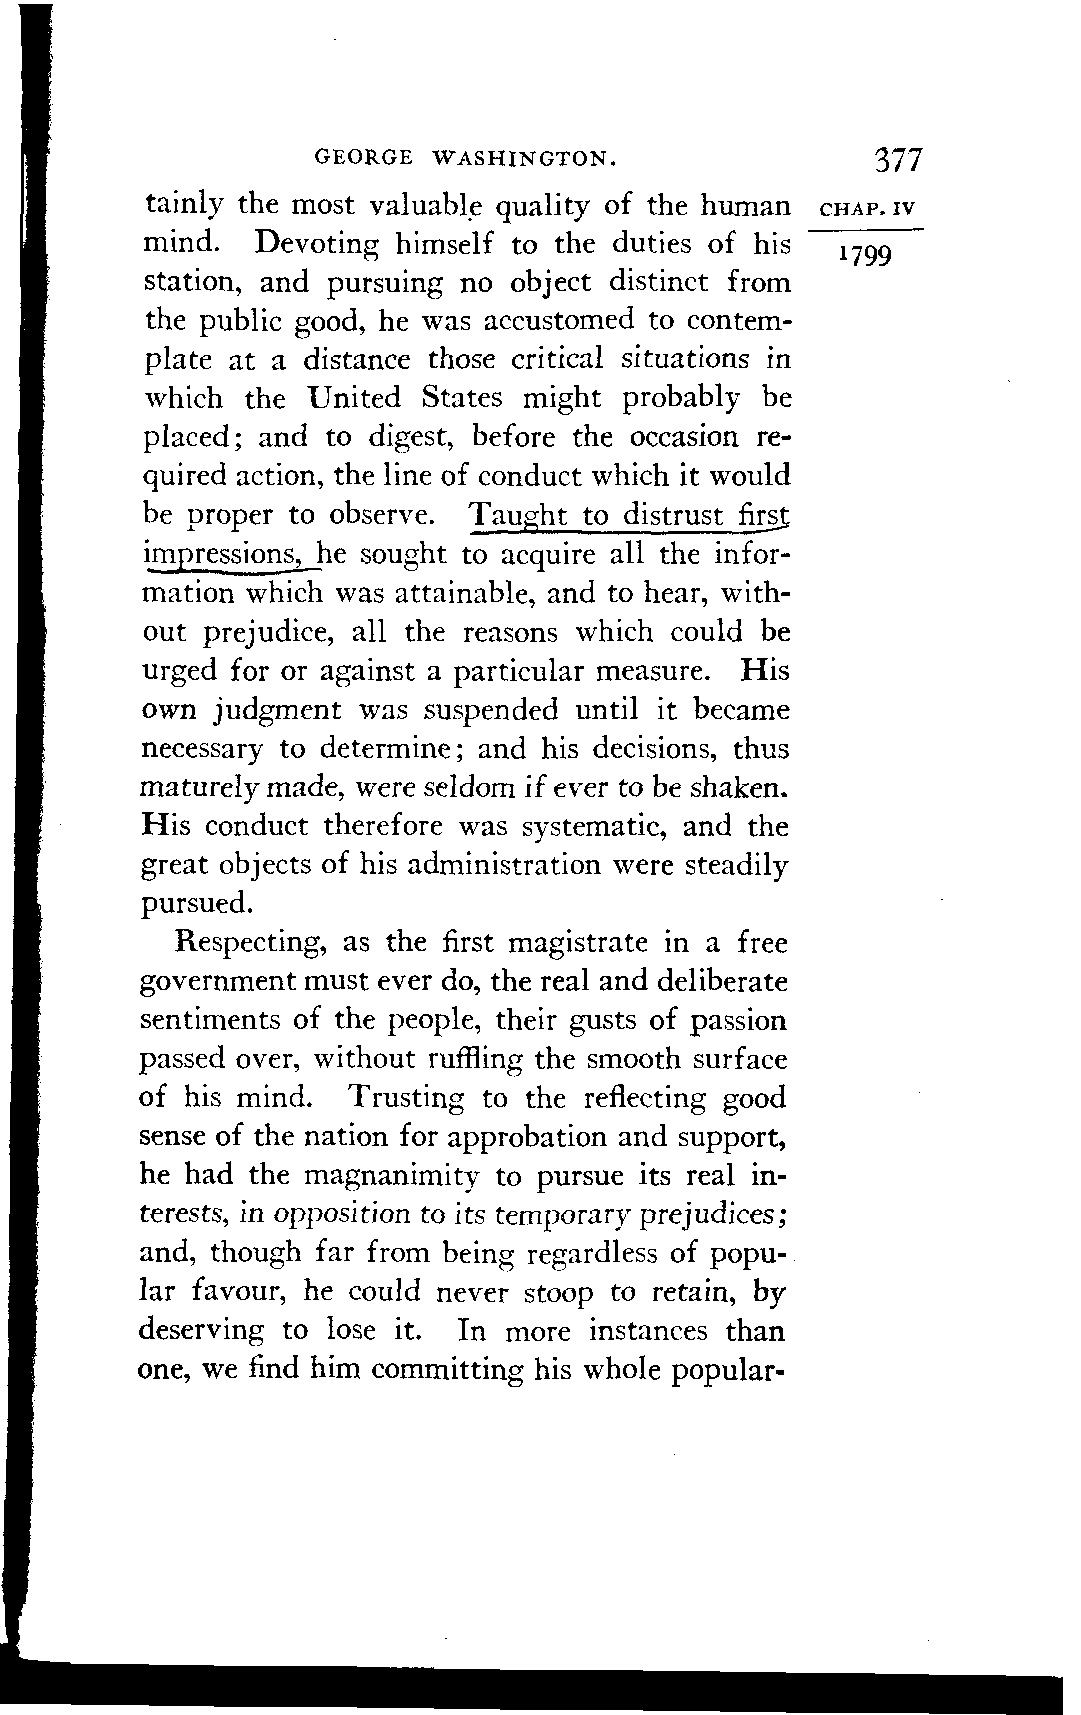 GEORGE WASHINGTON. 377
tainly the most valuable quality of the human CHAP. IV
mind. Devoting himself to the duties of his 1799
station, and pursuing no object distinct from
the public good, he was accustomed to contem-
plate at a distance those critical situations in
which the United States might probably be
placed; and to digest, before the occasion re-
quired action, the line of conduct which it would
be proper to observe. Taught to distrust first
impressions, he sought to acquire all the infor-
mation which was attainable, and to hear, with-
out prejudice, all the reasons which could be
urged for or against a particular measure. His
own judgment was suspended until it became
necessary to determine; and his decisions, thus
maturely made, were seldom if ever to be shaken.
His conduct therefore was systematic, and the
great objects of his administration were steadily
pursued.
Respecting, as the first magistrate in a free
government must ever do, the real and deliberate
sentiments of the people, their gusts of passion
passed over, without ruffling the smooth surface
of his mind. Trusting to the reflecting good
sense of the nation for approbation and support,
he had the magnanimity to pursue its real in-
terests, in opposition to its temporary prejudices;
and, though far from being regardless of popu-
lar favour, he could never stoop to retain, by
deserving to lose it. In more instances than
one, we find him committing his whole popular-